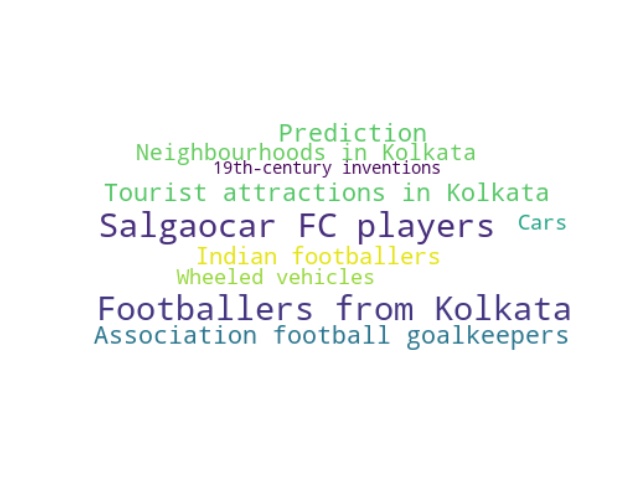 Prediction
Neighbourhoods in Kolkata
19th-century inventions
Tourist attractions in Kolkata
Salgaocar FC players
Cars
Indian footballers
Wheeled vehicles
Footballers from Kolkata
Association football goalkeepers